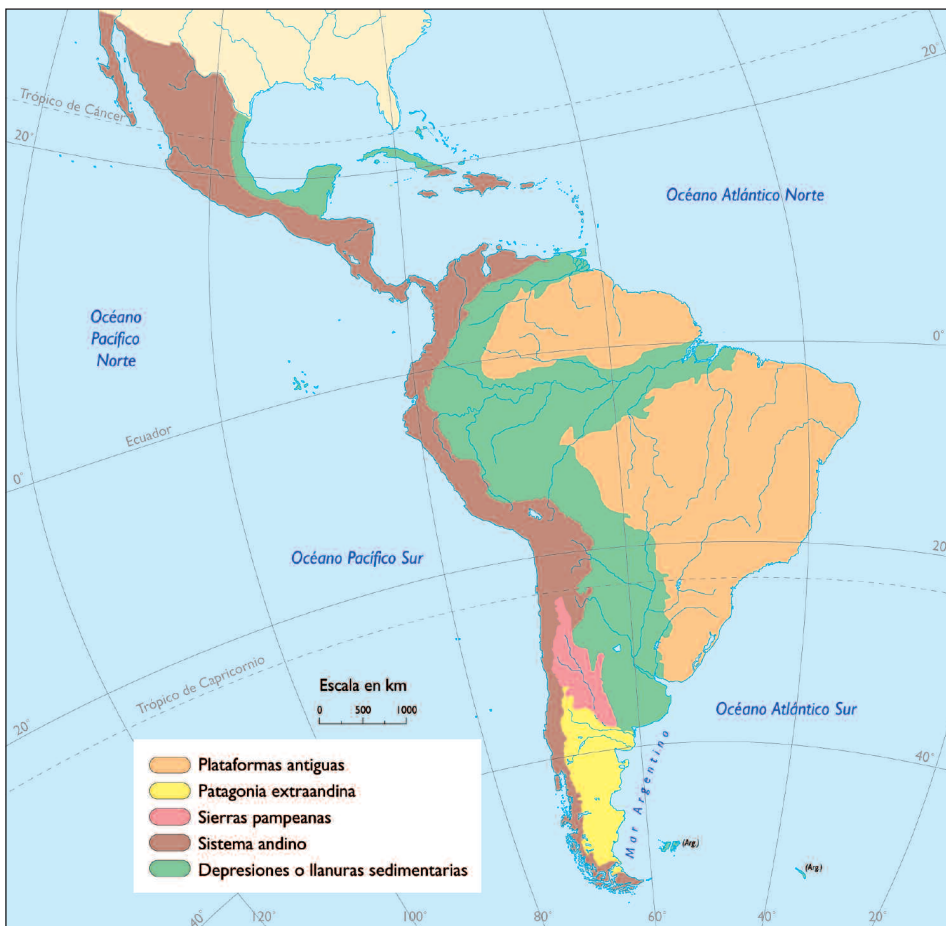 20°
20°
Trópico de Cáncer
20°
Océano Atlántico Norte
Océano
Pacífico
Norte
0°
Ecuador
0°
Océano Pacífico Sur
20°
Trópico de Capricornio
Escala en km
0 500 1000
Océano Atlántico Sur
20°
Mar Argentino
40°
Plataformas antiguas
Patagonia extraandina
Sierras pampeanas
Sistema andino
Depresiones o llanuras sedimentarias
(Arg.)
(Arg.)
40°
120°
100°
80°
60°
40°
20°